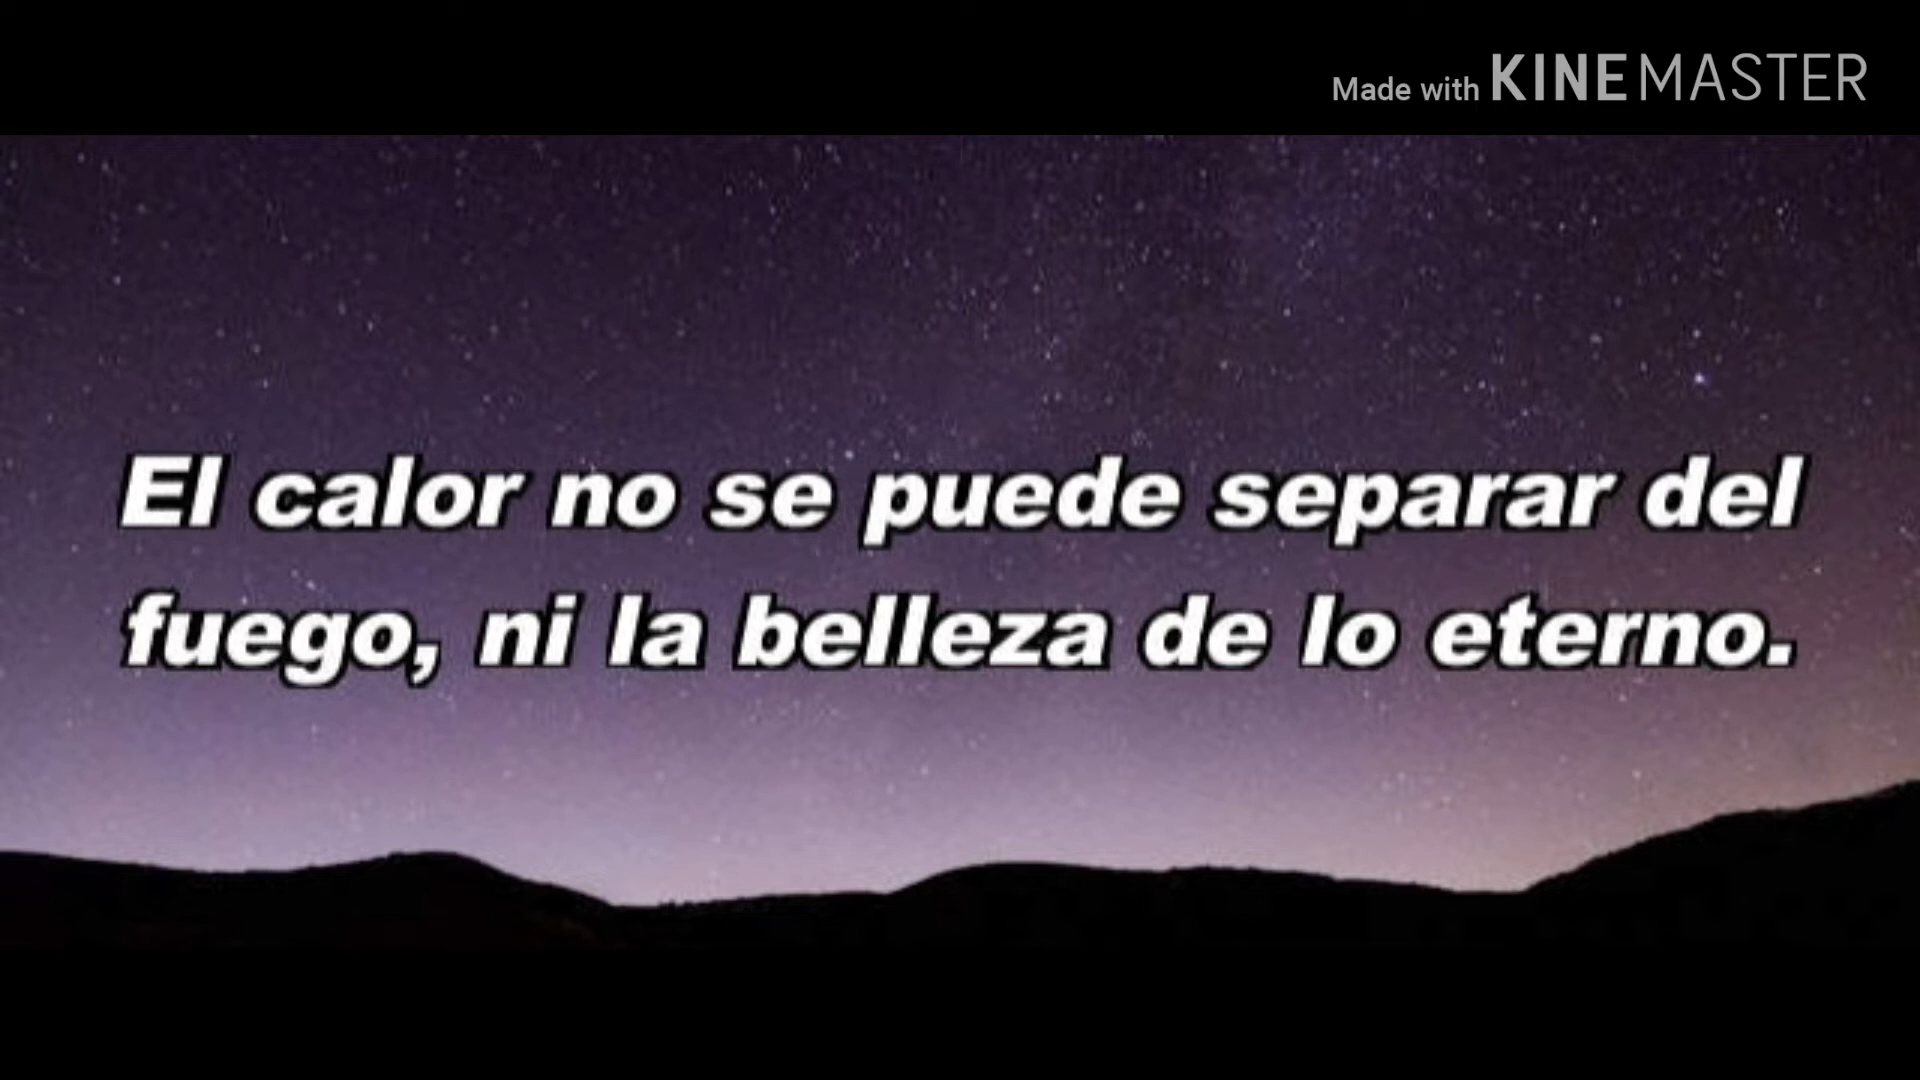 Made with KINEMASTER
El calor no se puede separar del
fuego, ni la belleza de lo eterno.